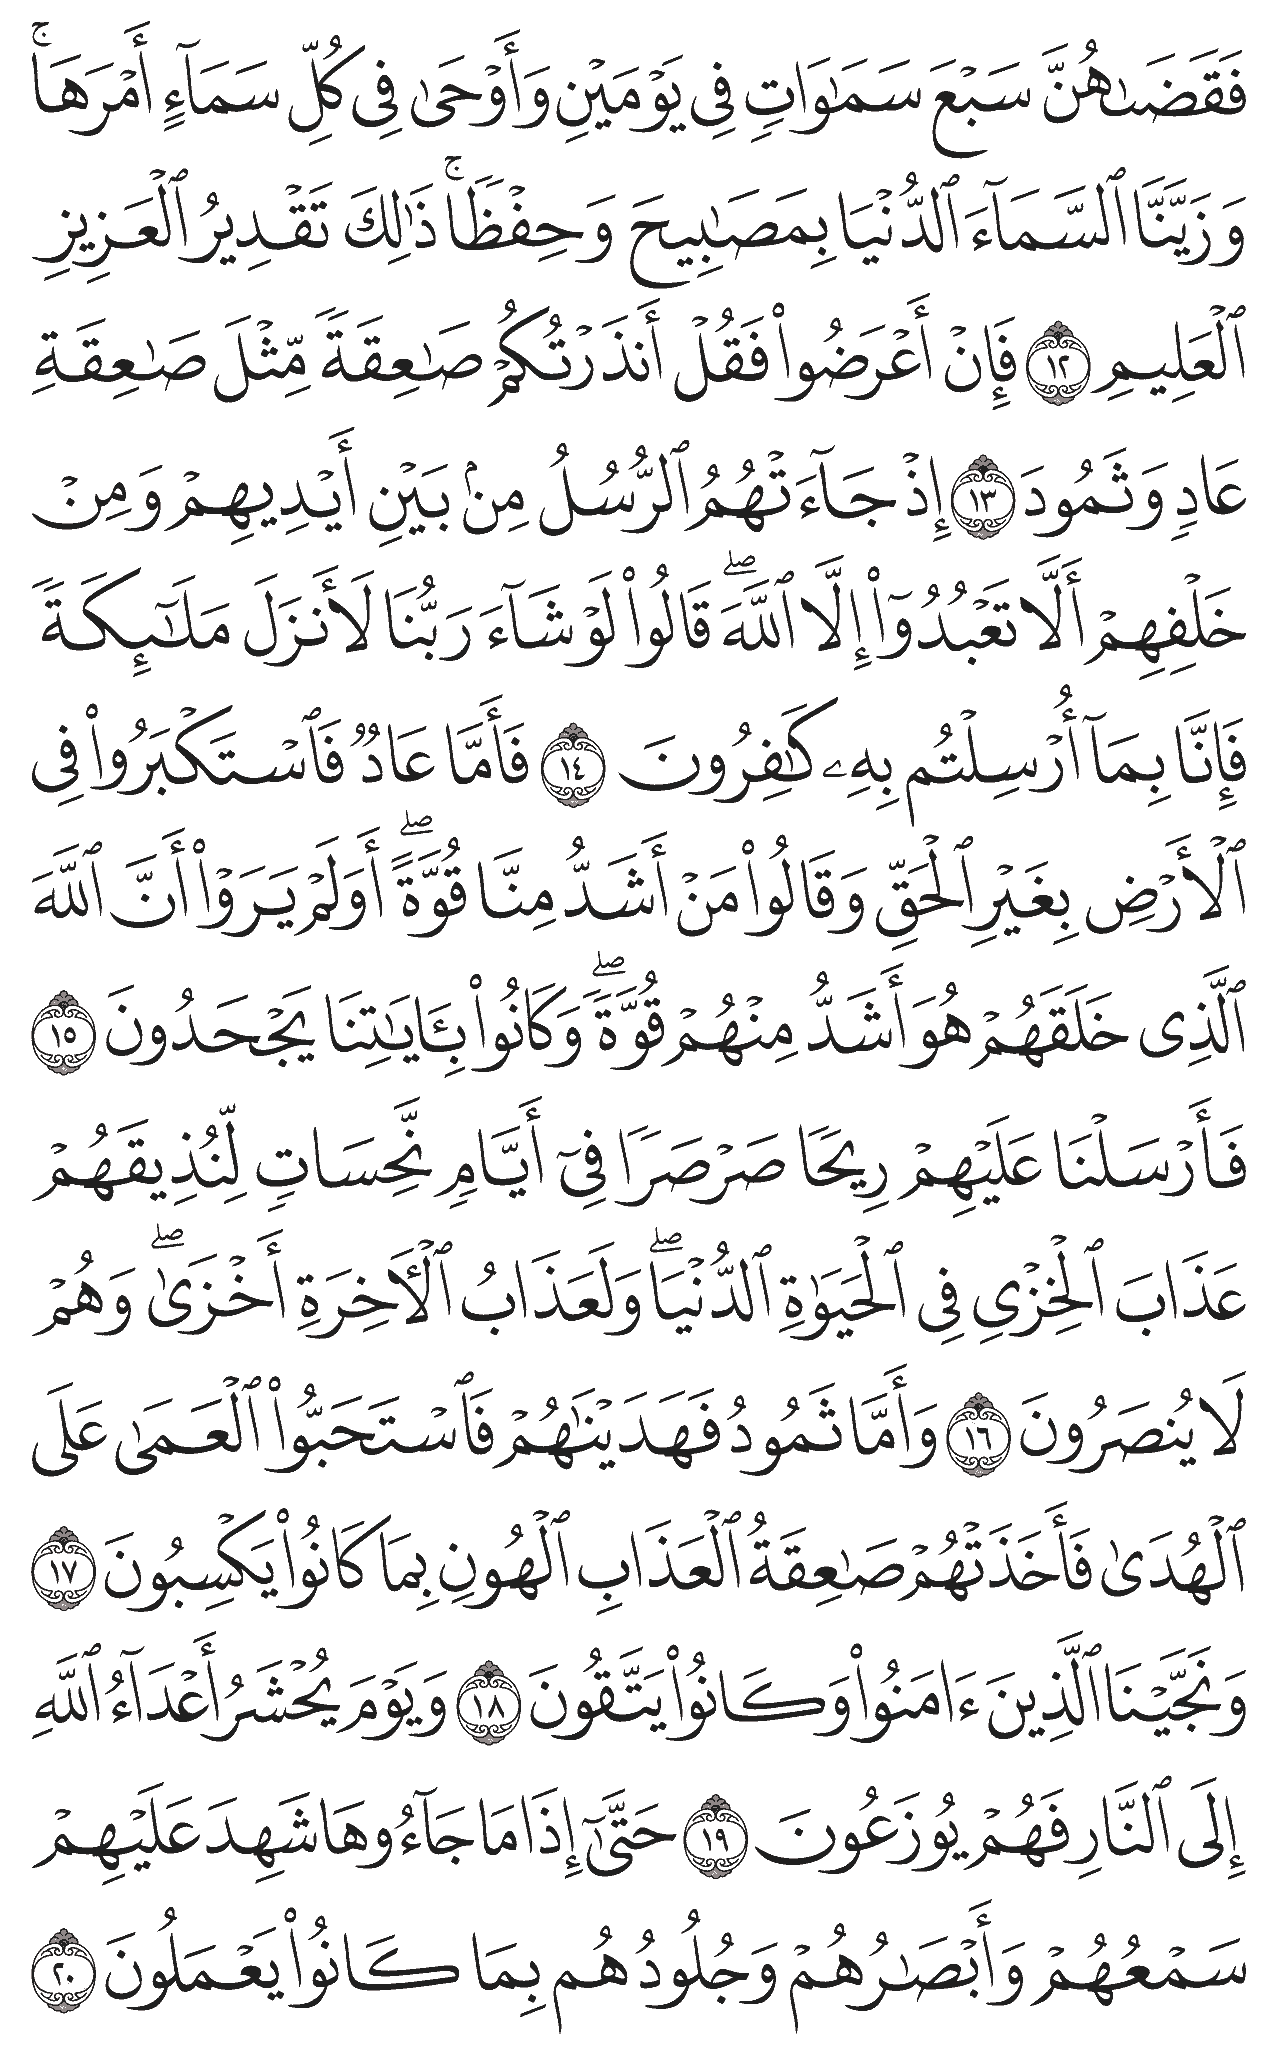 فَقَضَىٰهُنَّ سَبۡعَ سَمَٰوَاتٖ فِي يَوۡمَيۡنِ وَأَوۡحَىٰ فِي كُلِّ سَمَآءٍ أَمۡرَهَاۚ
وَزَيَّنَّا ٱلسَّمَآءَ ٱلدُّنۡيَا بِمَصَٰبِيحَ وَحِفۡظٗاۚ ذَٰلِكَ تَقۡدِيرُ ٱلۡعَزِيزِ
ٱلۡعَلِيمِ ١٢ فَإِنۡ أَعۡرَضُواْ فَقُلۡ أَنذَرۡتُكُمۡ صَٰعِقَةٗ مِّثۡلَ صَٰعِقَةِ
عَادٖ وَثَمُودَ ١٣ إِذۡ جَآءَتۡهُمُ ٱلرُّسُلُ مِنۢ بَيۡنِ أَيۡدِيهِمۡ وَمِنۡ
خَلۡفِهِمۡ أَلَّا تَعۡبُدُوٓاْ إِلَّا ٱللَّهَۖ قَالُواْ لَوۡ شَآءَ رَبُّنَا لَأَنزَلَ مَلَٰٓئِكَةٗ
فَإِنَّا بِمَآ أُرۡسِلۡتُم بِهِۦ كَٰفِرُونَ ١٤ فَأَمَّا عَادٞ فَٱسۡتَكۡبَرُواْ فِي
ٱلۡأَرۡضِ بِغَيۡرِ ٱلۡحَقِّ وَقَالُواْ مَنۡ أَشَدُّ مِنَّا قُوَّةًۖ أَوَلَمۡ يَرَوۡاْ أَنَّ ٱللَّهَ
ٱلَّذِي خَلَقَهُمۡ هُوَ أَشَدُّ مِنۡهُمۡ قُوَّةٗۖ وَكَانُواْ بِـَٔايَٰتِنَا يَجۡحَدُونَ ١٥
فَأَرۡسَلۡنَا عَلَيۡهِمۡ رِيحٗا صَرۡصَرٗا فِيٓ أَيَّامٖ نَّحِسَاتٖ لِّنُذِيقَهُمۡ
عَذَابَ ٱلۡخِزۡيِ فِي ٱلۡحَيَوٰةِ ٱلدُّنۡيَاۖ وَلَعَذَابُ ٱلۡأٓخِرَةِ أَخۡزَىٰۖ وَهُمۡ
لَا يُنصَرُونَ ١٦ وَأَمَّا ثَمُودُ فَهَدَيۡنَٰهُمۡ فَٱسۡتَحَبُّواْ ٱلۡعَمَىٰ عَلَى
ٱلۡهُدَىٰ فَأَخَذَتۡهُمۡ صَٰعِقَةُ ٱلۡعَذَابِ ٱلۡهُونِ بِمَا كَانُواْ يَكۡسِبُونَ ١٧
وَنَجَّيۡنَا ٱلَّذِينَ ءَامَنُواْ وَكَانُواْ يَتَّقُونَ ١٨ وَيَوۡمَ يُحۡشَرُ أَعۡدَآءُ ٱللَّهِ
إِلَى ٱلنَّارِ فَهُمۡ يُوزَعُونَ ١٩ حَتَّىٰٓ إِذَا مَا جَآءُوهَا شَهِدَ عَلَيۡهِمۡ
سَمۡعُهُمۡ وَأَبۡصَٰرُهُمۡ وَجُلُودُهُم بِمَا كَانُواْ يَعۡمَلُونَ ٢٠